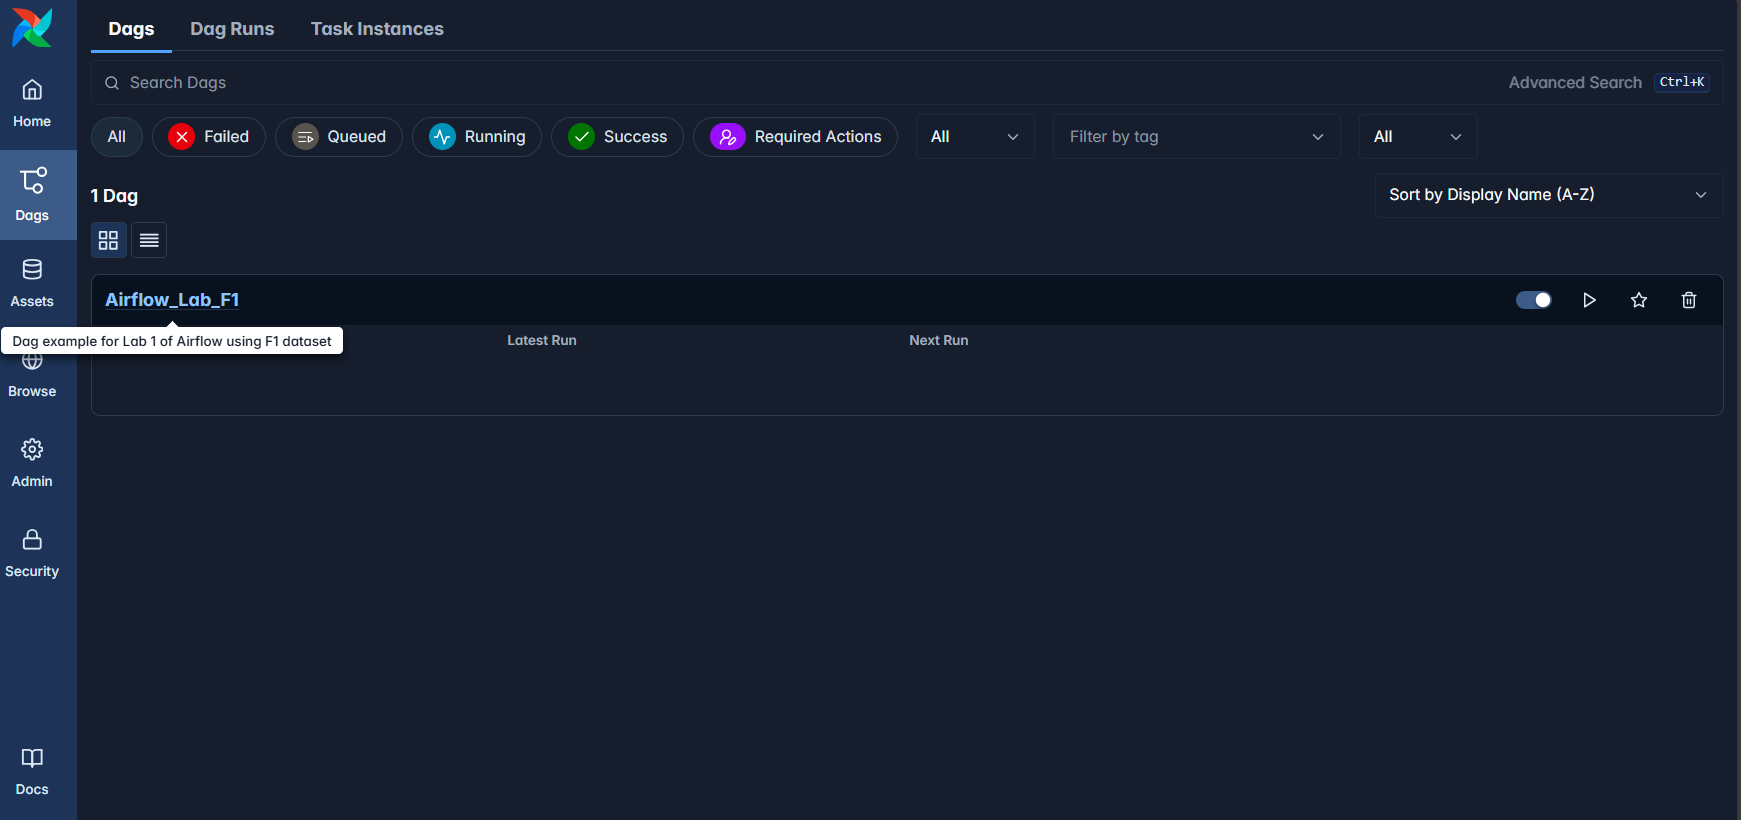 Dags Dag Runs Task Instances
Search Dags Advanced Search Ctrl+K
All Failed Queued Running Success Required Actions All Filter by tag All
1 Dag Sort by Display Name (A-Z)
Airflow_Lab_F1
Dag example for Lab 1 of Airflow using F1 dataset
Latest Run Next Run
Home
Dags
Assets
Browse
Admin
Security
Docs